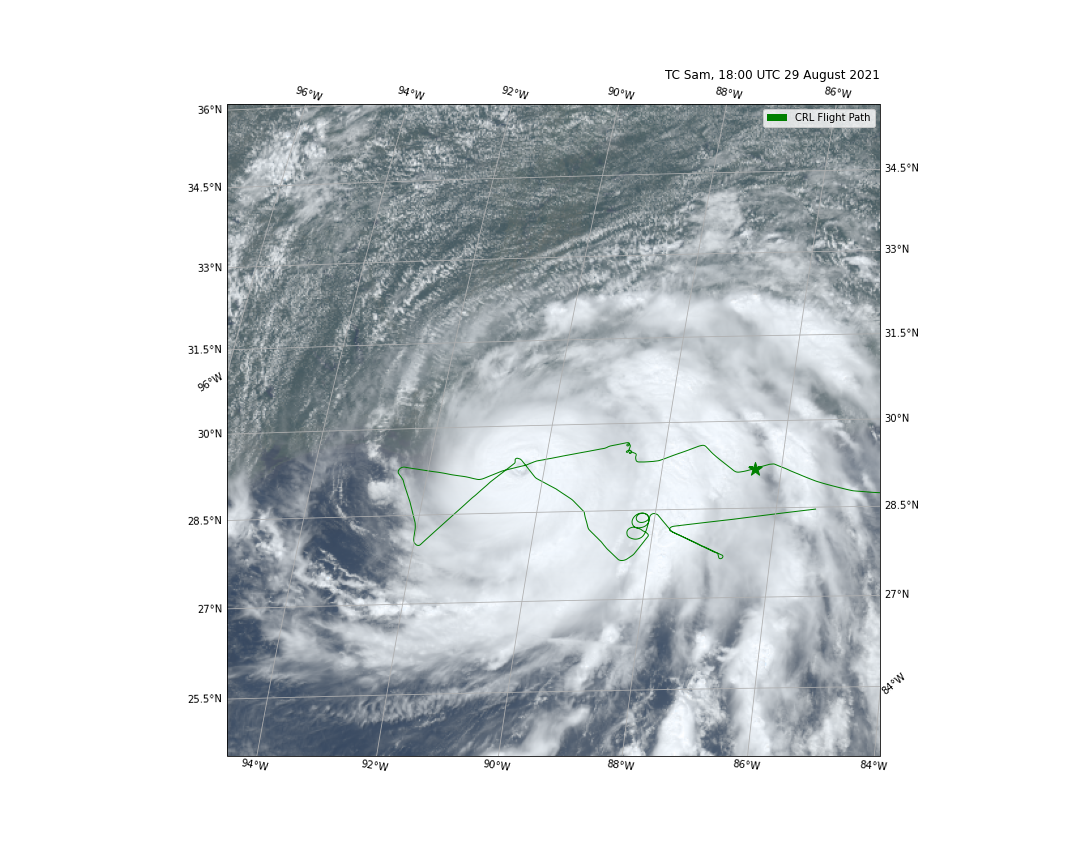 TC Sam, 18:00 UTC 29 August 2021
96°W 94°W 92°W 90°W 88°W 86°W
CRL Flight Path
36°N
34.5°N 34.5°N
33°N 33°N
31.5°N 31.5°N
96°W
30°N 30°N
28.5°N 28.5°N
27°N 27°N
84°W
25.5°N
94°W 92°W 90°W 88°W 86°W 84°W